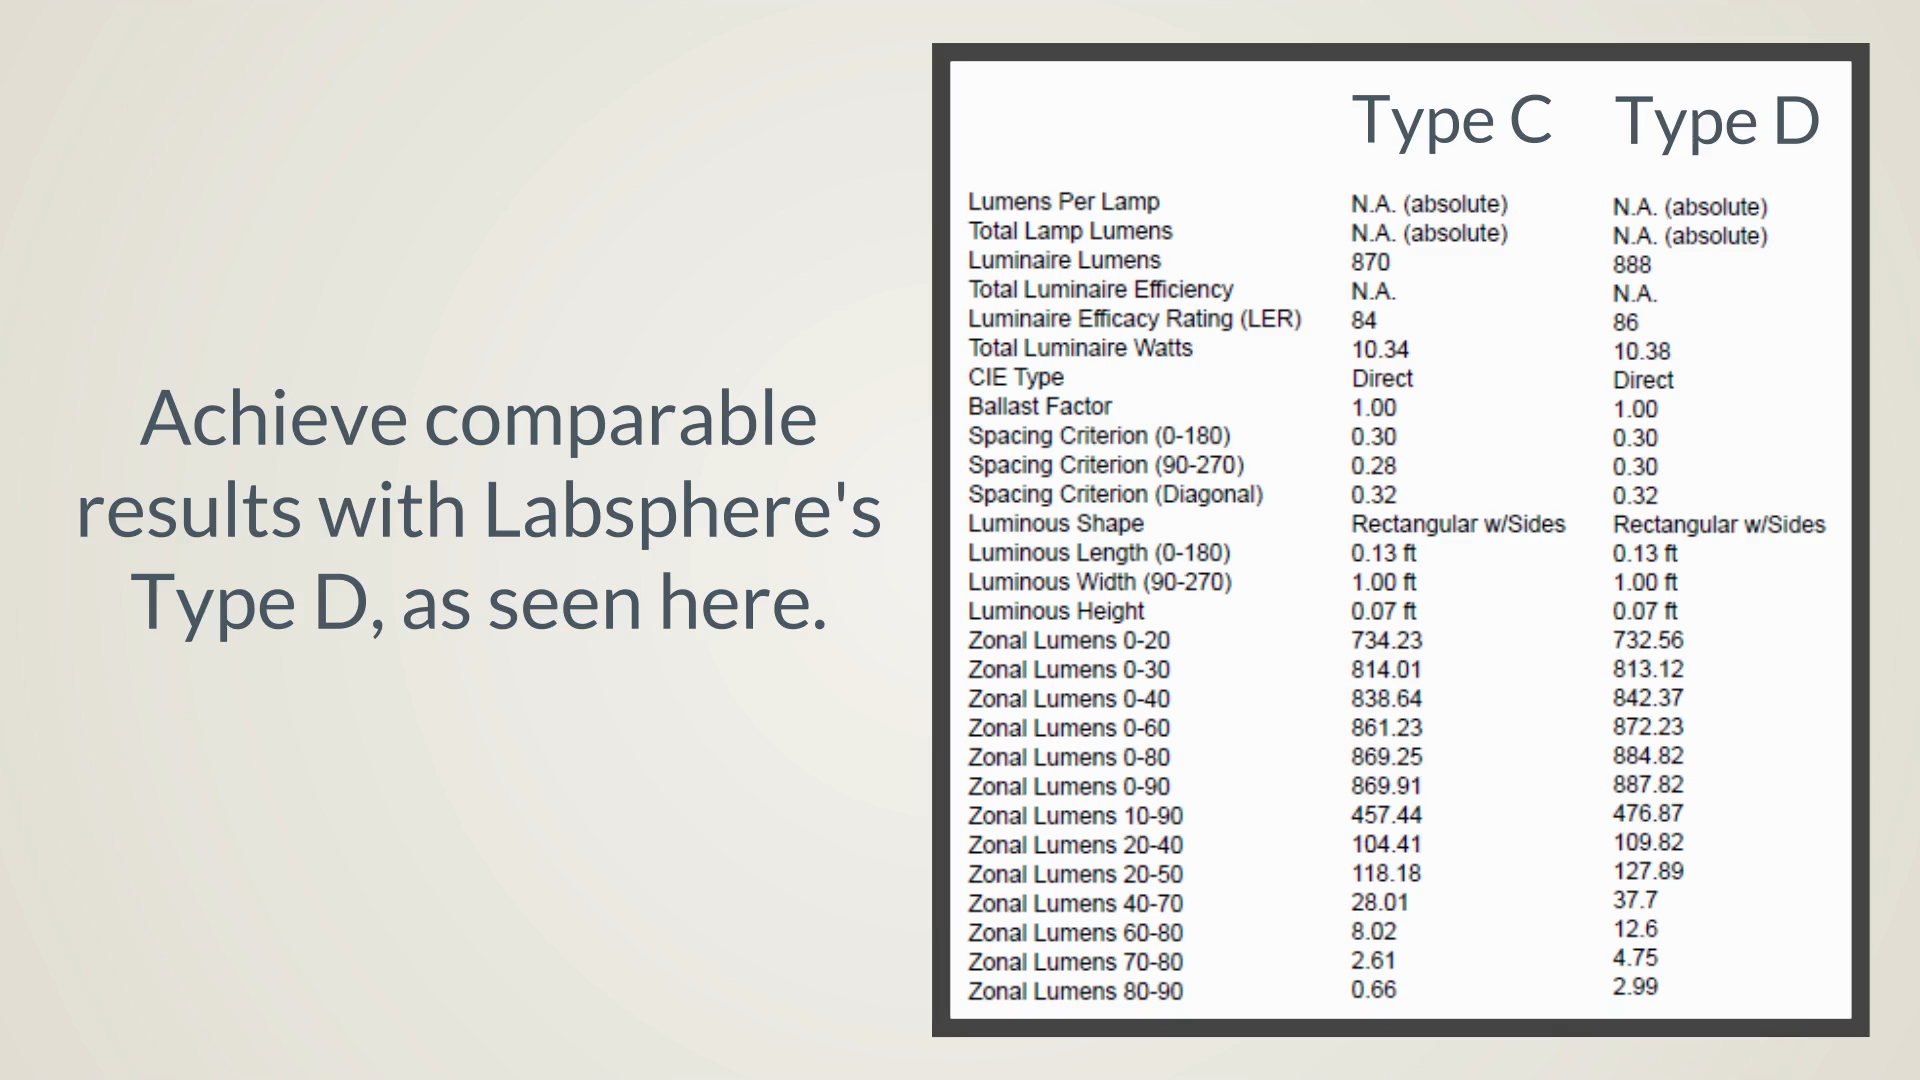 Achieve comparable
results with Labsphere's
Type D, as seen here.
Type C Type D
Lumens Per Lamp N.A. (absolute) N.A. (absolute)
Total Lamp Lumens N.A. (absolute) N.A. (absolute)
Luminaire Lumens 870 888
Total Luminaire Efficiency N.A. N.A.
Luminaire Efficacy Rating (LER) 84 86
Total Luminaire Watts 10.34 10.38
CIE Type Direct Direct
Ballast Factor 1.00 1.00
Spacing Criterion (0-180) 0.30 0.30
Spacing Criterion (90-270) 0.28 0.30
Spacing Criterion (Diagonal) 0.32 0.32
Luminous Shape Rectangular w/Sides Rectangular w/Sides
Luminous Length (0-180) 0.13 ft 0.13 ft
Luminous Width (90-270) 1.00 ft 1.00 ft
Luminous Height 0.07 ft 0.07 ft
Zonal Lumens 0-20 734.23 732.56
Zonal Lumens 0-30 814.01 813.12
Zonal Lumens 0-40 838.64 842.37
Zonal Lumens 0-60 861.23 872.23
Zonal Lumens 0-80 869.25 884.82
Zonal Lumens 0-90 869.91 887.82
Zonal Lumens 10-90 457.44 476.87
Zonal Lumens 20-40 104.41 109.82
Zonal Lumens 20-50 118.18 127.89
Zonal Lumens 40-70 28.01 37.7
Zonal Lumens 60-80 8.02 12.6
Zonal Lumens 70-80 2.61 4.75
Zonal Lumens 80-90 0.66 2.99